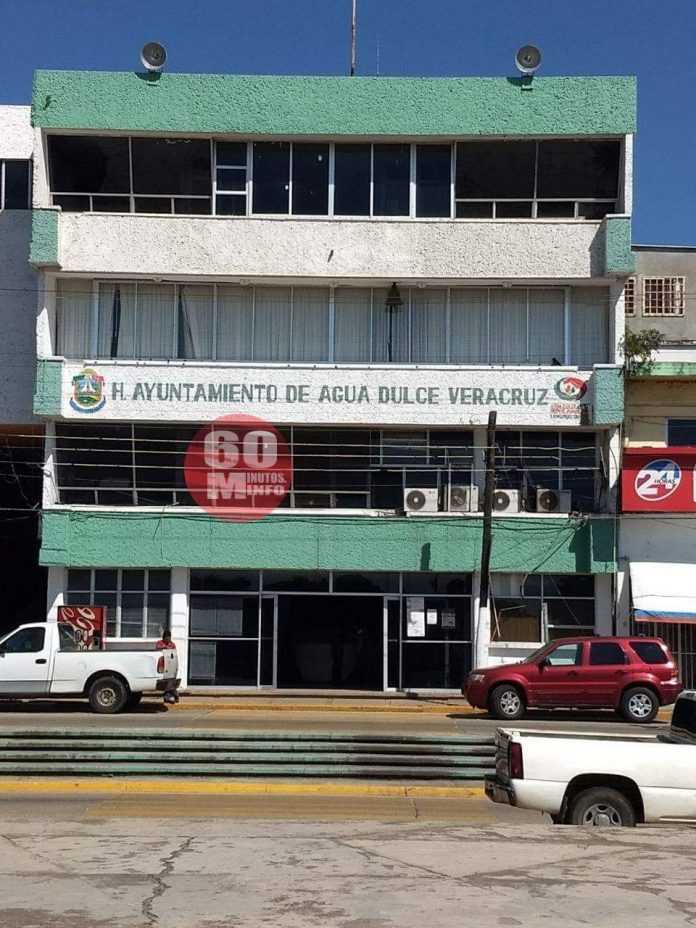 H. AYUNTAMIENTO DE AGUA DULCE VERACRUZ
60
MINUTOS.
INFO
24
HORAS